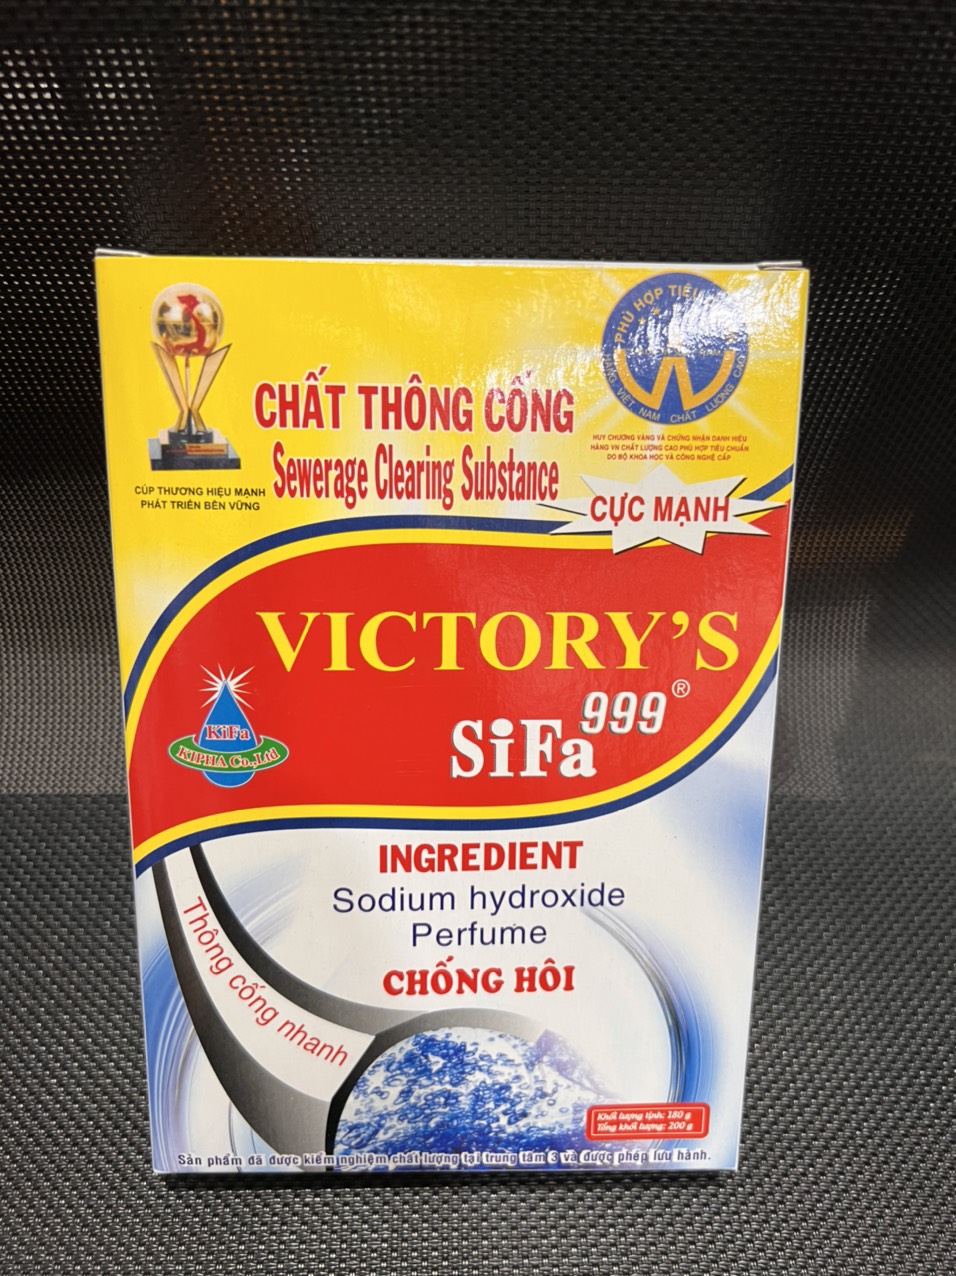 CHẤT THÔNG CỐNG
Sewerage Clearing Substance
CÚP THƯƠNG HIỆU MẠNH
PHÁT TRIỂN BỀN VỮNG
PHÙ HỢP TIÊU
VIỆT NAM CHẤT LƯỢNG CAO
HUY CHƯƠNG VÀNG VÀ CHỨNG NHẬN DANH HIỆU
HÀNG VN CHẤT LƯỢNG CAO PHÙ HỢP TIÊU CHUẨN
DO BỘ KHOA HỌC VÀ CÔNG NGHỆ CẤP
CỰC MẠNH
VICTORY'S
SiFa 999 ®
KiFa
KIPHA Co.,Ltd
INGREDIENT
Sodium hydroxide
Perfume
CHỐNG HÔI
Thông cống nhanh
Khối lượng tịnh: 180 g
Tổng khối lượng: 200 g
Sản phẩm đã được kiểm nghiệm chất lượng tại trung tâm 3 và được phép lưu hành.